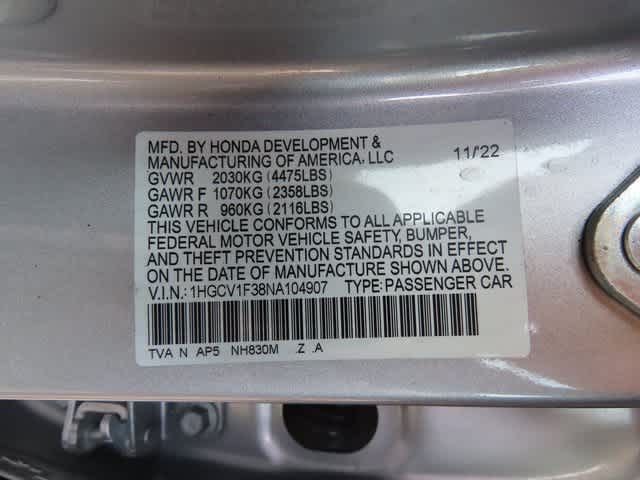 MFD. BY HONDA DEVELOPMENT &
MANUFACTURING OF AMERICA, LLC 11/22
GVWR 2030KG (4475LBS)
GAWR F 1070KG (2358LBS)
GAWR R 960KG (2116LBS)
THIS VEHICLE CONFORMS TO ALL APPLICABLE
FEDERAL MOTOR VEHICLE SAFETY, BUMPER,
AND THEFT PREVENTION STANDARDS IN EFFECT
ON THE DATE OF MANUFACTURE SHOWN ABOVE.
V.I.N.: 1HGCV1F38NA104907 TYPE: PASSENGER CAR
TVA N AP5 NH830M .Z .A